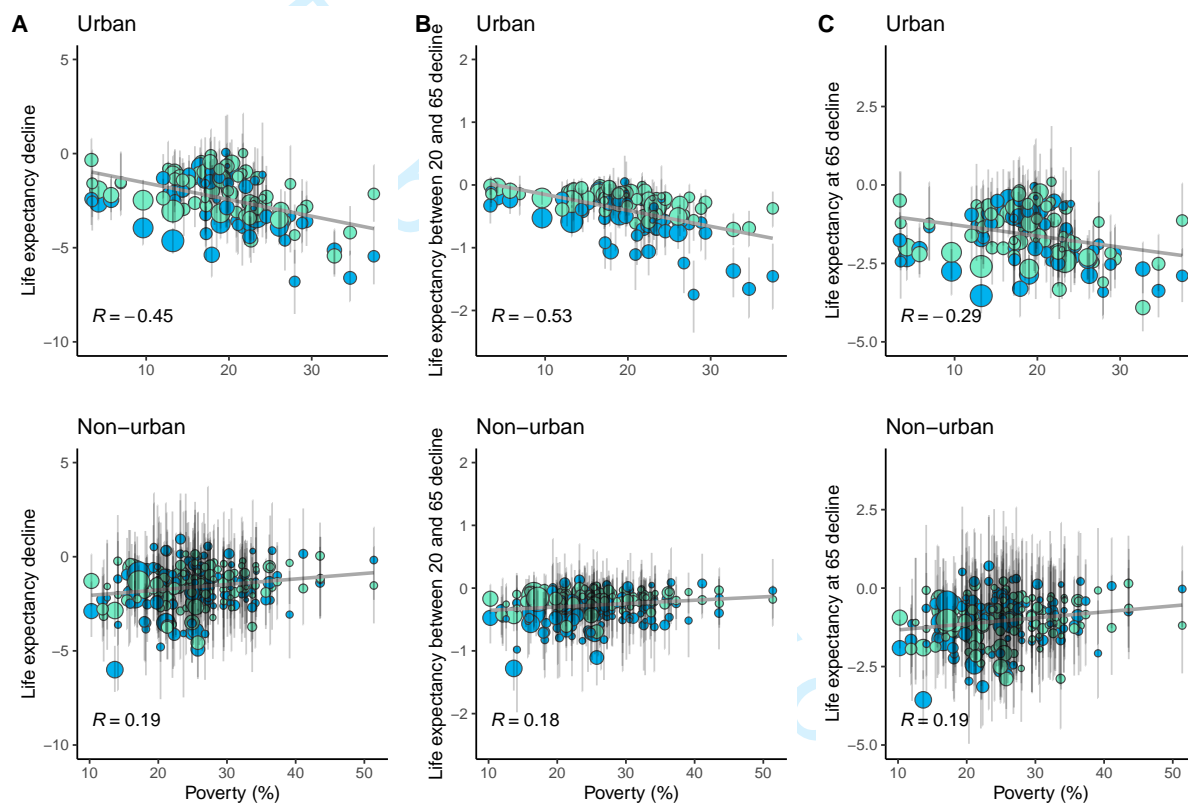 A Urban
B Urban
C Urban
Life expectancy decline
5
0
−5
−10
R = −0.45
10 20 30
Life expectancy between 20 and 65 decline
2
1
0
−1
−2
R = −0.53
10 20 30
Life expectancy at 65 decline
2.5
0.0
−2.5
−5.0
R = −0.29
10 20 30
Non−urban
Life expectancy decline
5
0
−5
−10
R = 0.19
10 20 30 40 50
Poverty (%)
Non−urban
Life expectancy between 20 and 65 decline
2
1
0
−1
−2
R = 0.18
10 20 30 40 50
Poverty (%)
Non−urban
Life expectancy at 65 decline
2.5
0.0
−2.5
−5.0
R = 0.19
10 20 30 40 50
Poverty (%)